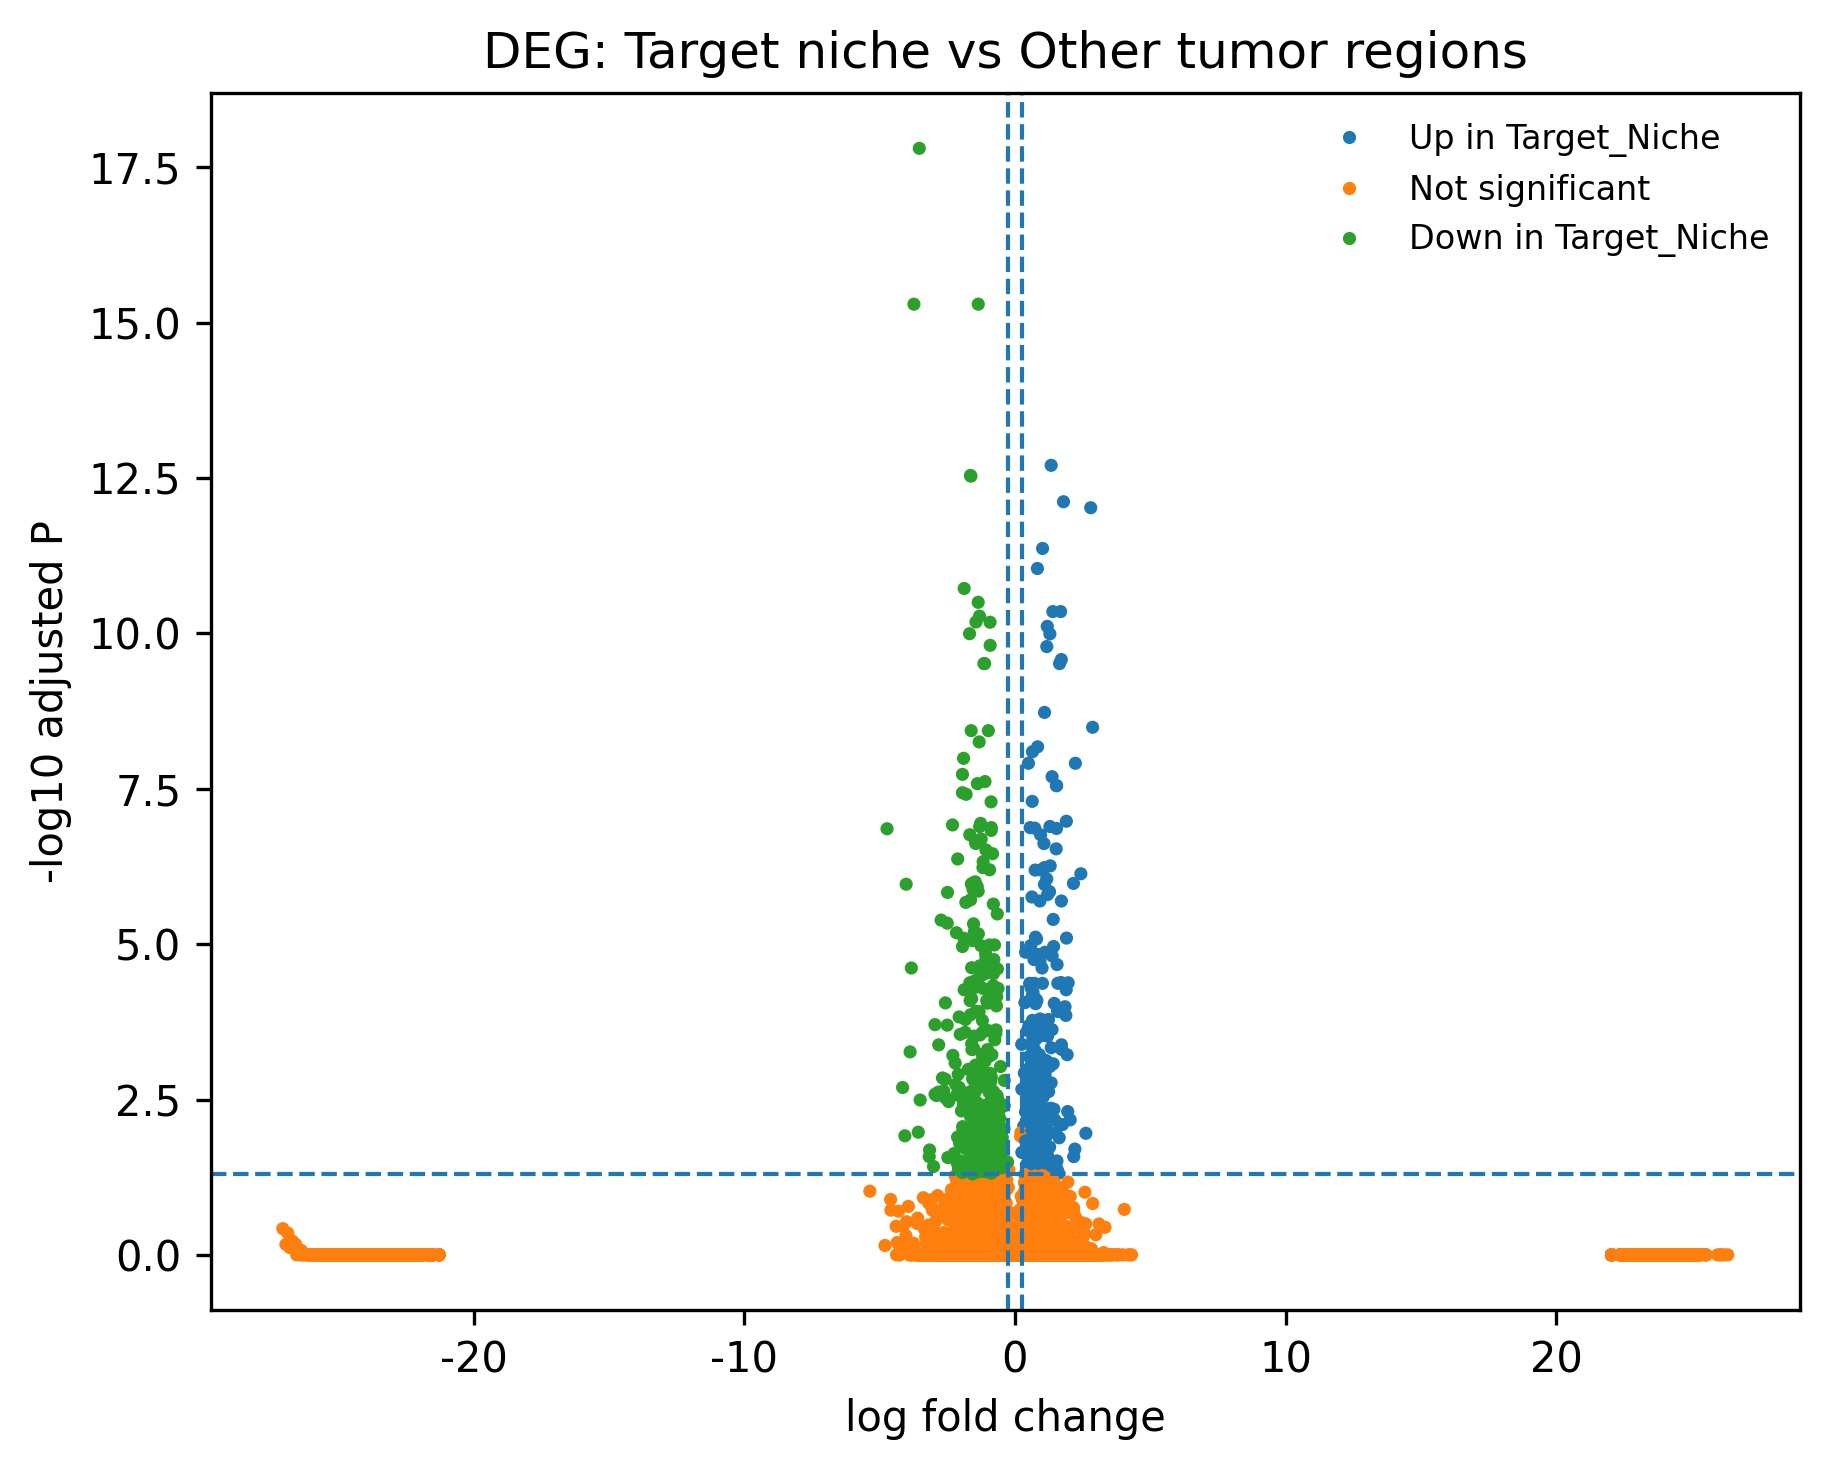 DEG: Target niche vs Other tumor regions
Up in Target_Niche
Not significant
Down in Target_Niche
17.5
15.0
12.5
10.0
7.5
5.0
2.5
0.0
-log10 adjusted P
-20
-10
0
10
20
log fold change